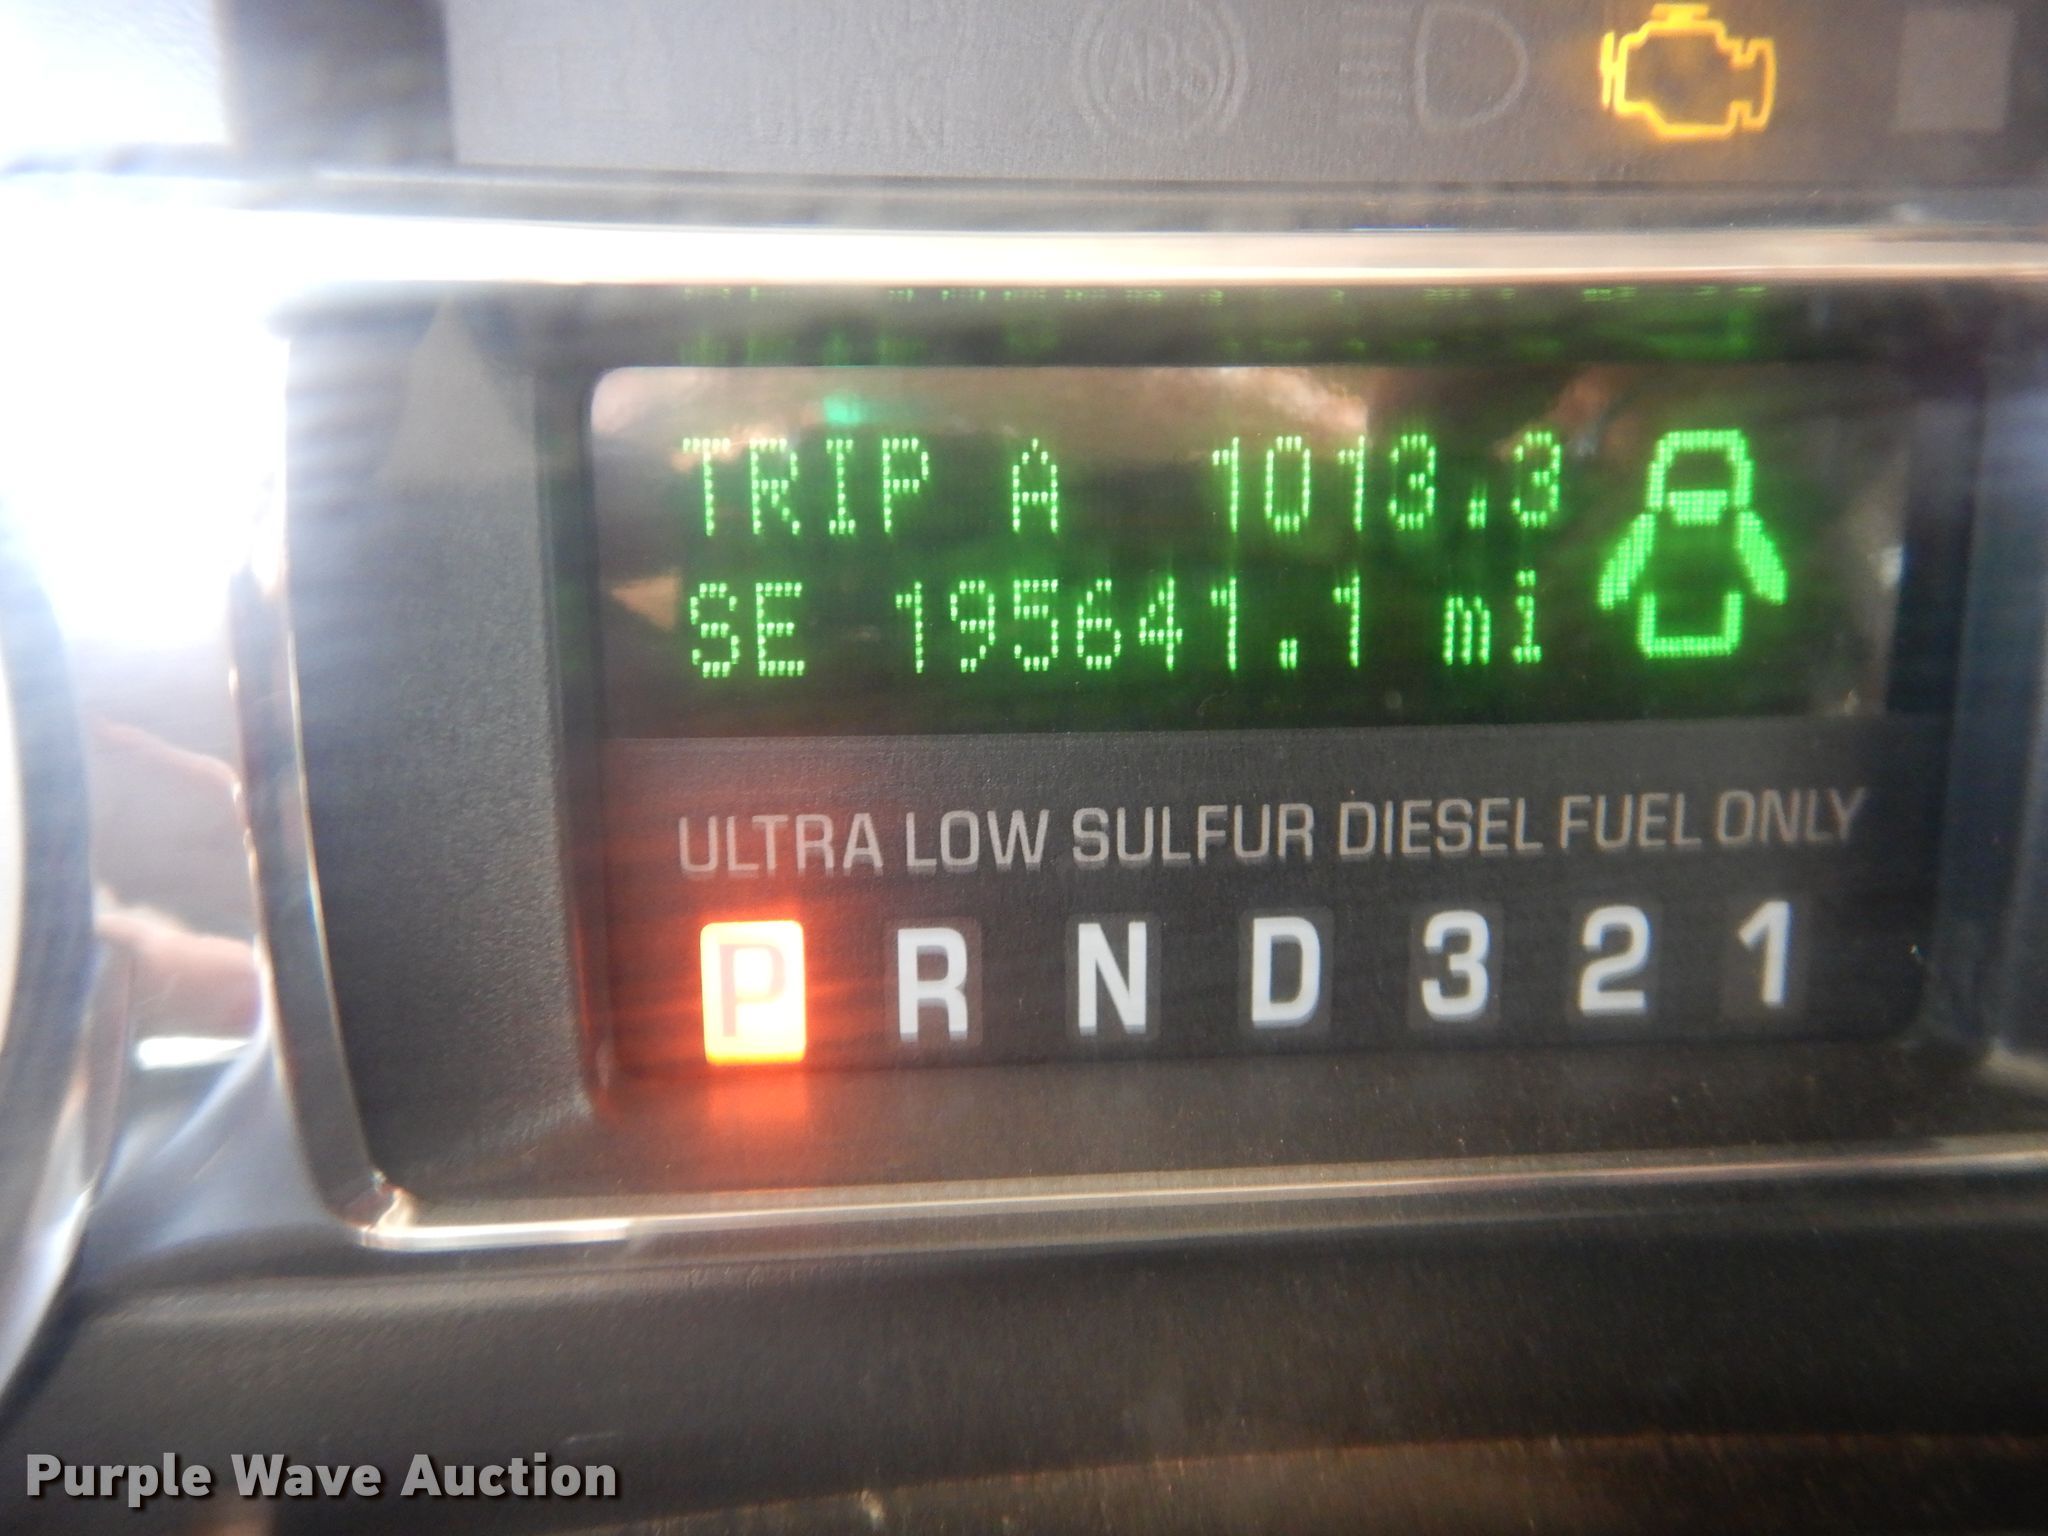 ABS
TRIP A 1013.3
SE 195641.1 mi
ULTRA LOW SULFUR DIESEL FUEL ONLY
P R N D 3 2 1
Purple Wave Auction